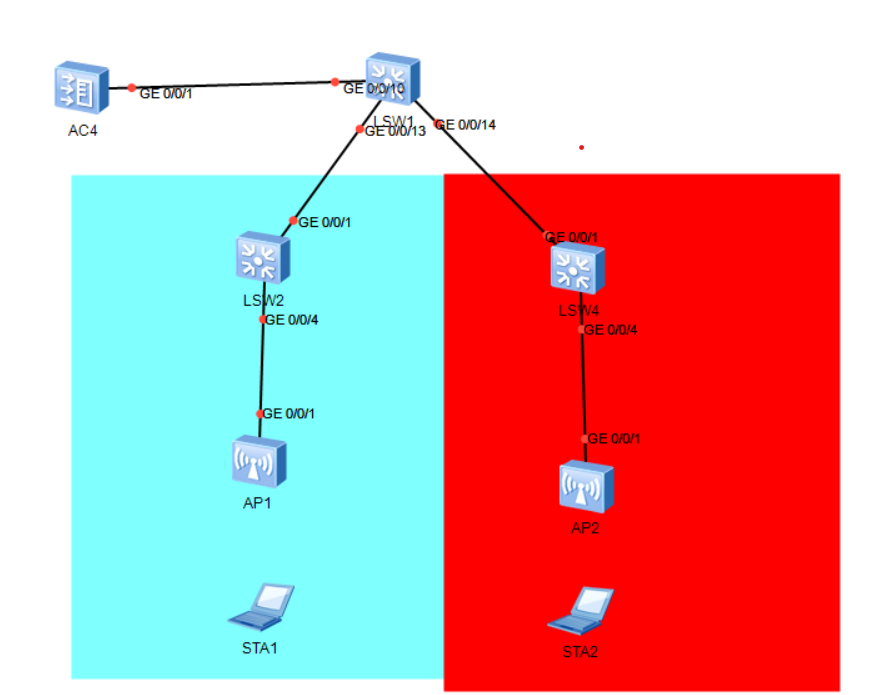 GE 0/0/1
GE 0/0/10
AC4
LSW1
GE 0/0/13
GE 0/0/14
GE 0/0/1
GE 0/0/1
LSW2
LSW4
GE 0/0/4
GE 0/0/4
GE 0/0/1
GE 0/0/1
AP1
AP2
STA1
STA2